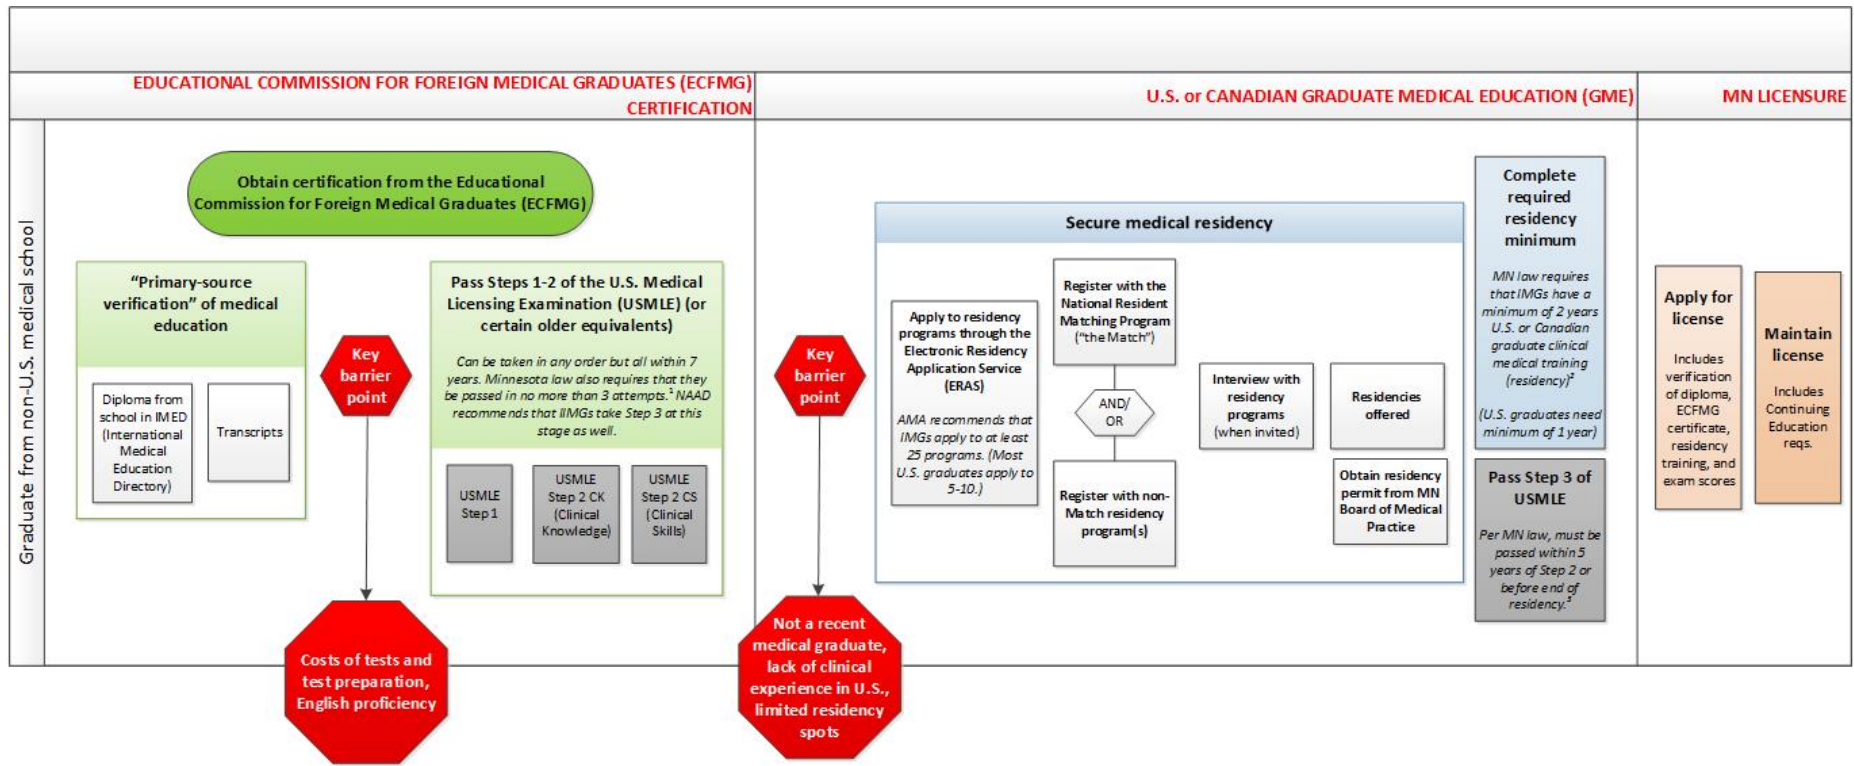 EDUCATIONAL COMMISSION FOR FOREIGN MEDICAL GRADUATES (ECFMG)
CERTIFICATION
U.S. or CANADIAN GRADUATE MEDICAL EDUCATION (GME)
MN LICENSURE
Graduate from non-U.S. medical school
Obtain certification from the Educational
Commission for Foreign Medical Graduates (ECFMG)
“Primary-source
verification” of medical
education
Diploma from
school in IMED
(International
Medical
Education
Directory)
Transcripts
Key
barrier
point
Costs of tests and
test preparation,
English proficiency
Pass Steps 1-2 of the U.S. Medical
Licensing Examination (USMLE) (or
certain older equivalents)
Can be taken in any order but all within 7
years. Minnesota law also requires that they
be passed in no more than 3 attempts.¹ NAAD
recommends that IIMGs take Step 3 at this
stage as well.
USMLE
Step 1
USMLE
Step 2 CK
(Clinical
Knowledge)
USMLE
Step 2 CS
(Clinical
Skills)
Key
barrier
point
Not a recent
medical graduate,
lack of clinical
experience in U.S.,
limited residency
spots
Secure medical residency
Apply to residency
programs through the
Electronic Residency
Application Service
(ERAS)
AMA recommends that
IMGs apply to at least
25 programs. (Most
U.S. graduates apply to
5-10.)
Register with the
National Resident
Matching Program
(“the Match”)
AND/
OR
Register with non-
Match residency
program(s)
Interview with
residency
programs
(when invited)
Residencies
offered
Obtain residency
permit from MN
Board of Medical
Practice
Complete
required
residency
minimum
MN law requires
that IMGs have a
minimum of 2 years
U.S. or Canadian
graduate clinical
medical training
(residency)²
(U.S. graduates need
minimum of 1 year)
Pass Step 3 of
USMLE
Per MN law, must be
passed within 5
years of Step 2 or
before end of
residency.³
Apply for
license
Includes
verification
of diploma,
ECFMG
certificate,
residency
training, and
exam scores
Maintain
license
Includes
Continuing
Education
reqs.